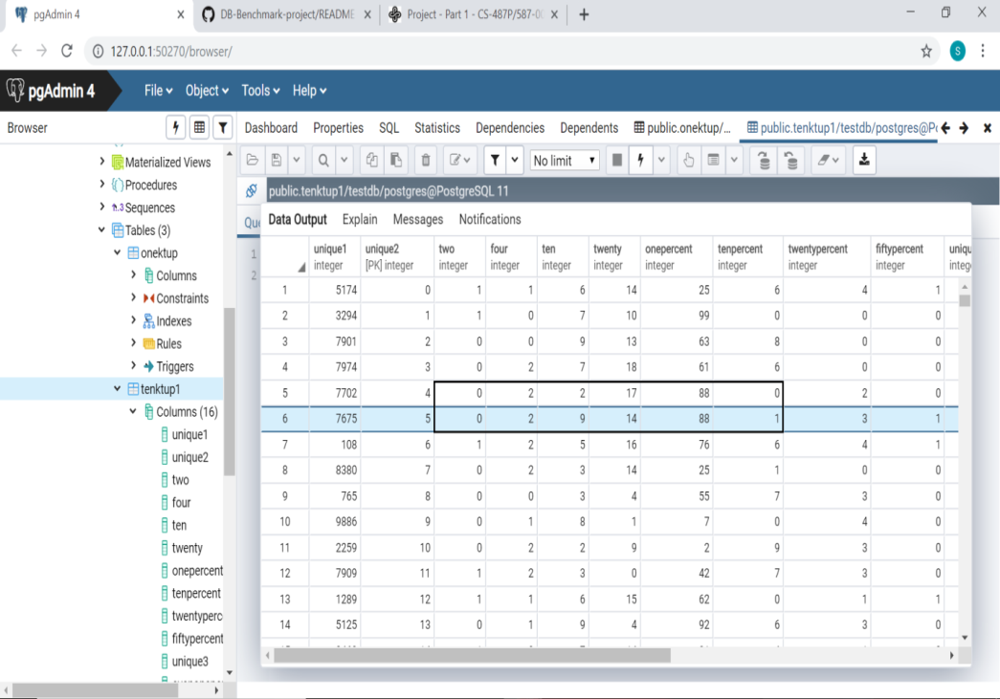 pgAdmin 4
DB-Benchmark-project/README
Project - Part 1 - CS-487P/587-0
127.0.0.1:50270/browser/
S
pgAdmin 4 File Object Tools Help
Browser
Dashboard Properties SQL Statistics Dependencies Dependents public.onektup/... public.tenktup1/testdb/postgres@P
No limit
public.tenktup1/testdb/postgres@PostgreSQL 11
Materialized Views
Procedures
1..3 Sequences
Tables (3)
onektup
Columns
Constraints
Indexes
Rules
Triggers
tenktup1
Columns (16)
unique1
unique2
two
four
ten
twenty
onepercent
tenpercent
twentyperc
fiftypercent
unique3
Que
1
2
Data Output Explain Messages Notifications
unique1 unique2 two four ten twenty onepercent tenpercent twentypercent fiftypercent uniqu
integer [PK] integer integer integer integer integer integer integer integer integer integ
1 5174 0 1 1 6 14 25 6 4 1
2 3294 1 1 0 7 10 99 0 0 0
3 7901 2 0 0 9 13 63 8 0 0
4 7974 3 0 2 7 18 61 6 0 0
5 7702 4 0 2 2 17 88 0 2 0
6 7675 5 0 2 9 14 88 1 3 1
7 108 6 1 2 5 16 76 6 4 1
8 8380 7 0 2 3 14 25 1 0 0
9 765 8 0 0 3 4 55 7 3 0
10 9886 9 0 1 8 1 7 0 4 0
11 2259 10 0 2 2 9 2 9 3 0
12 7909 11 1 2 3 0 42 7 3 0
13 1289 12 1 1 6 15 62 0 1 1
14 5125 13 0 1 9 4 92 6 3 0